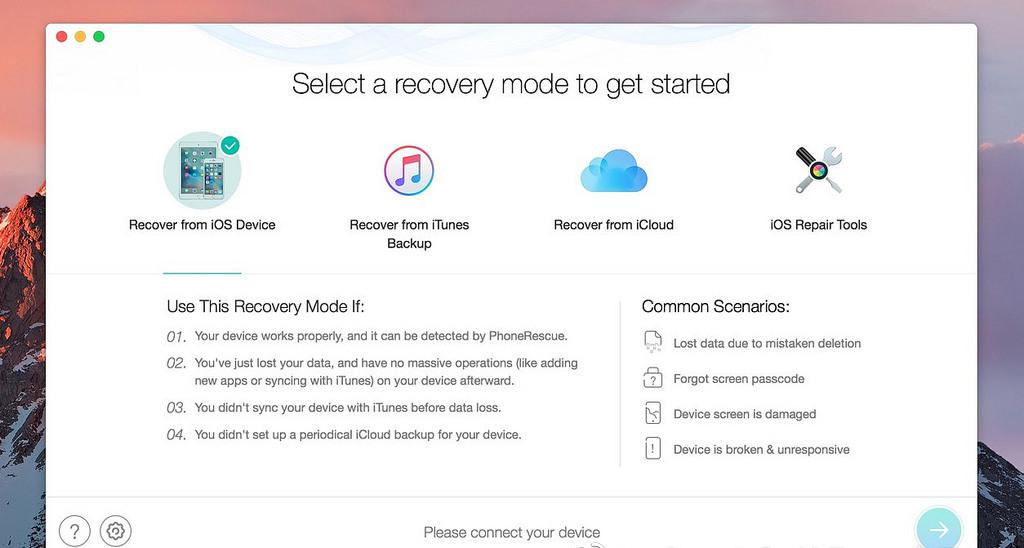 Select a recovery mode to get started
Recover from iOS Device
Recover from iTunes
Backup
Recover from iCloud
iOS Repair Tools
Use This Recovery Mode If:
01. Your device works properly, and it can be detected by PhoneRescue.
02. You've just lost your data, and have no massive operations (like adding
new apps or syncing with iTunes) on your device afterward.
03. You didn't sync your device with iTunes before data loss.
04. You didn't set up a periodical iCloud backup for your device.
Common Scenarios:
Lost data due to mistaken deletion
Forgot screen passcode
Device screen is damaged
Device is broken & unresponsive
?
Please connect your device